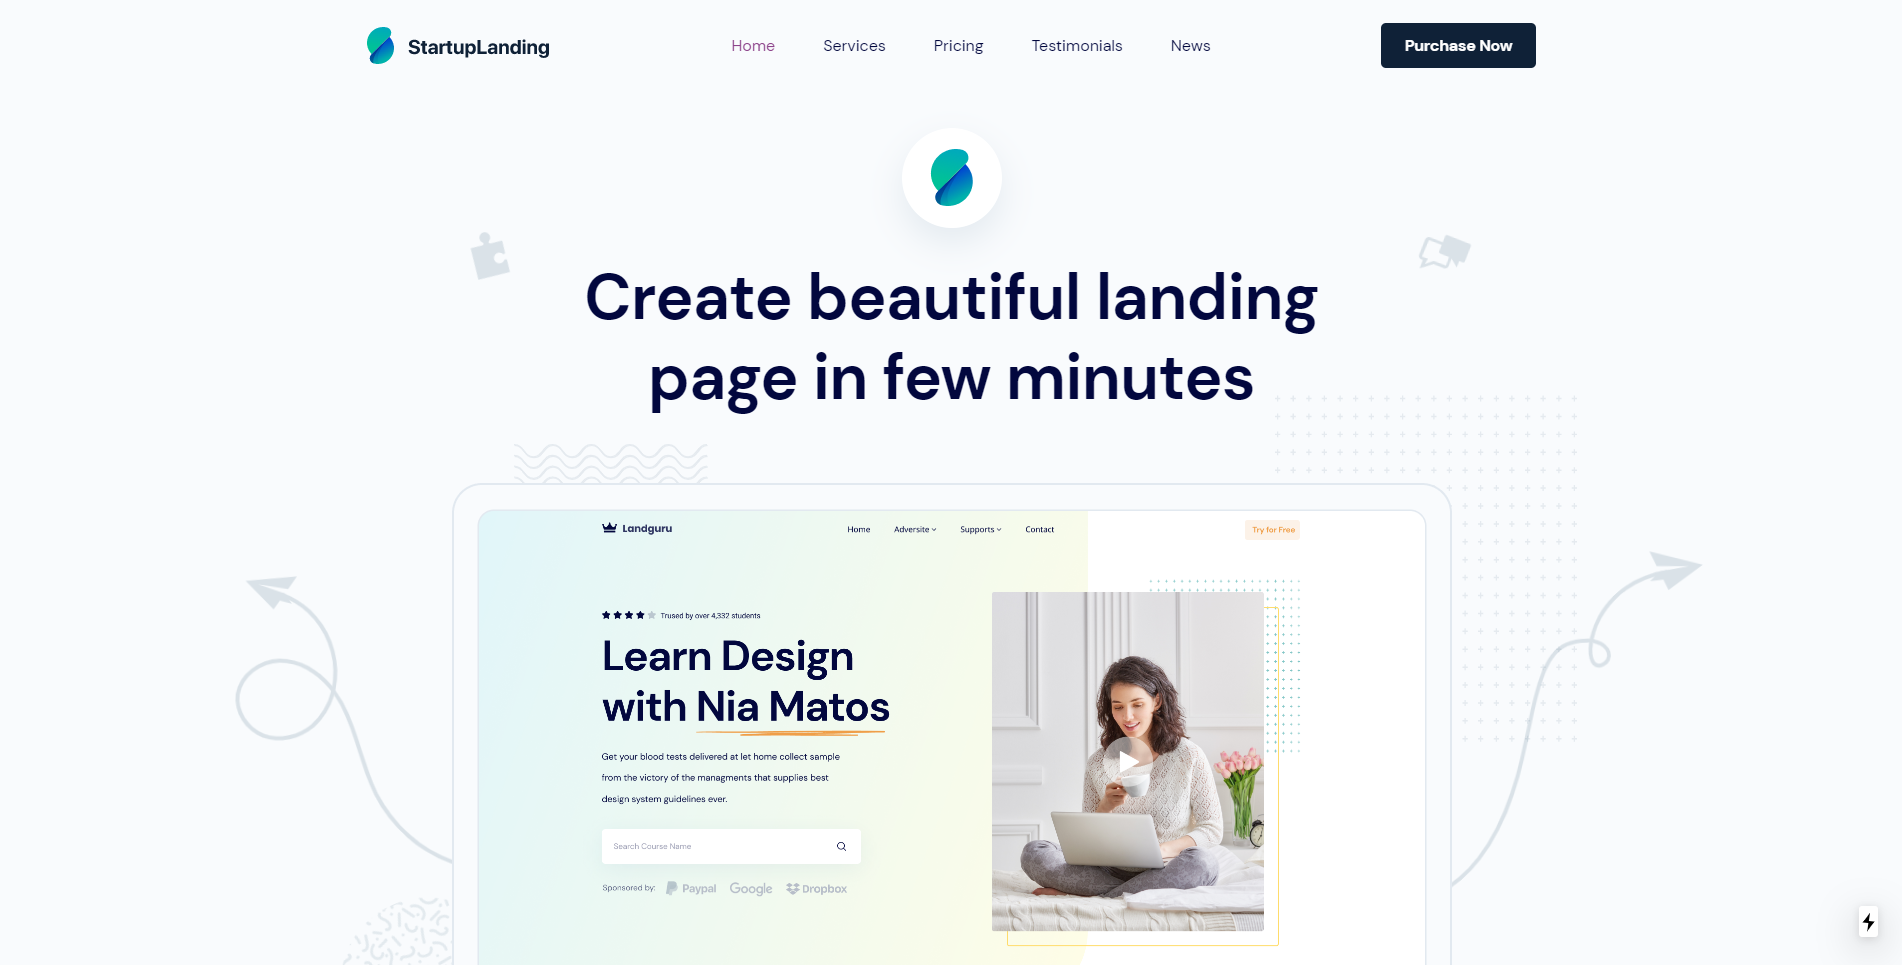 StartupLanding
Home
Services
Pricing
Testimonials
News
Purchase Now
Create beautiful landing
page in few minutes
Landguru
Home
Adversite
Supports
Contact
Try for Free
Trused by over 4,332 students
Learn Design
with Nia Matos
Get your blood tests delivered at let home collect sample
from the victory of the managments that supplies best
design system guidelines ever.
Search Course Name
Sponsored by:
Paypal
Google
Dropbox